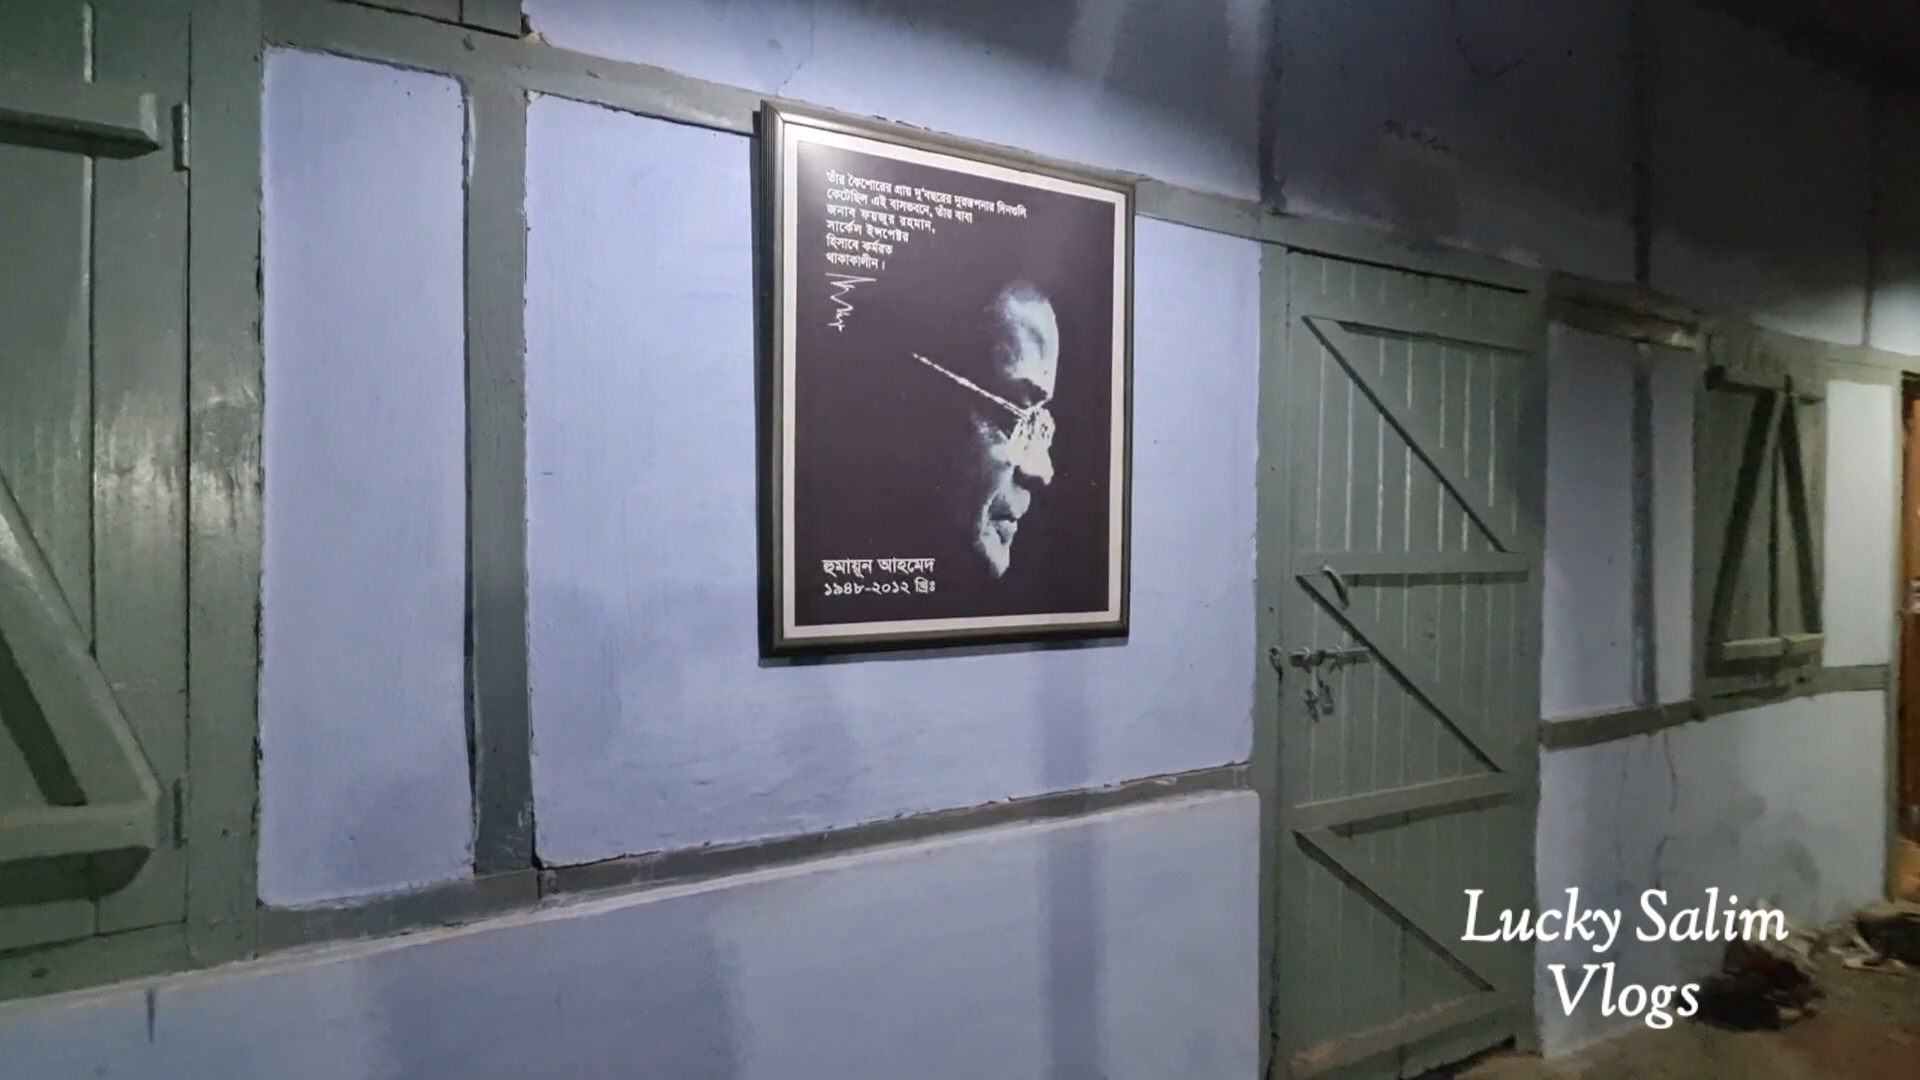 তাঁর কৈশোরের প্রায় দু'বছরের দুরন্তপনার দিনগুলি
কেটেছিল এই বাসভবনে, তাঁর বাবা
জনাব ফয়জুর রহমান,
সার্কেল ইন্সপেক্টর
হিসাবে কর্মরত
থাকাকালীন।
হুমায়ূন আহমেদ
১৯৪৮-২০১২ খ্রিঃ
Lucky Salim
Vlogs